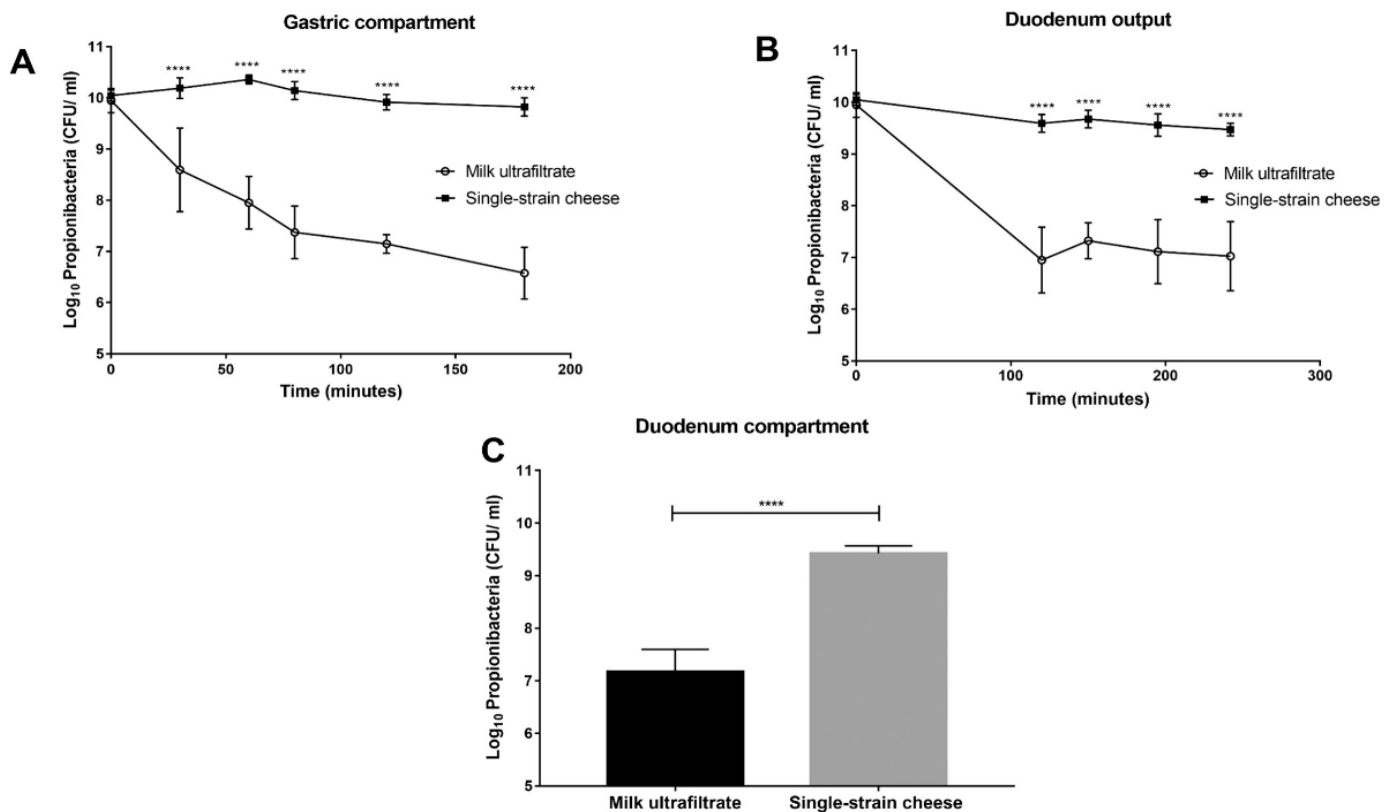 Gastric compartment
A
Log10 Propionibacteria (CFU/ ml)
11
10
9
8
7
6
5
**** **** **** **** ****
Milk ultrafiltrate
Single-strain cheese
0 50 100 150 200
Time (minutes)
Duodenum output
B
Log10 Propionibacteria (CFU/ ml)
11
10
9
8
7
6
5
**** **** **** ****
Milk ultrafiltrate
Single-strain cheese
0 100 200 300
Time (minutes)
Duodenum compartment
C
Log10 Propionibacteria (CFU/ ml)
11
10
9
8
7
6
5
****
Milk ultrafiltrate Single-strain cheese